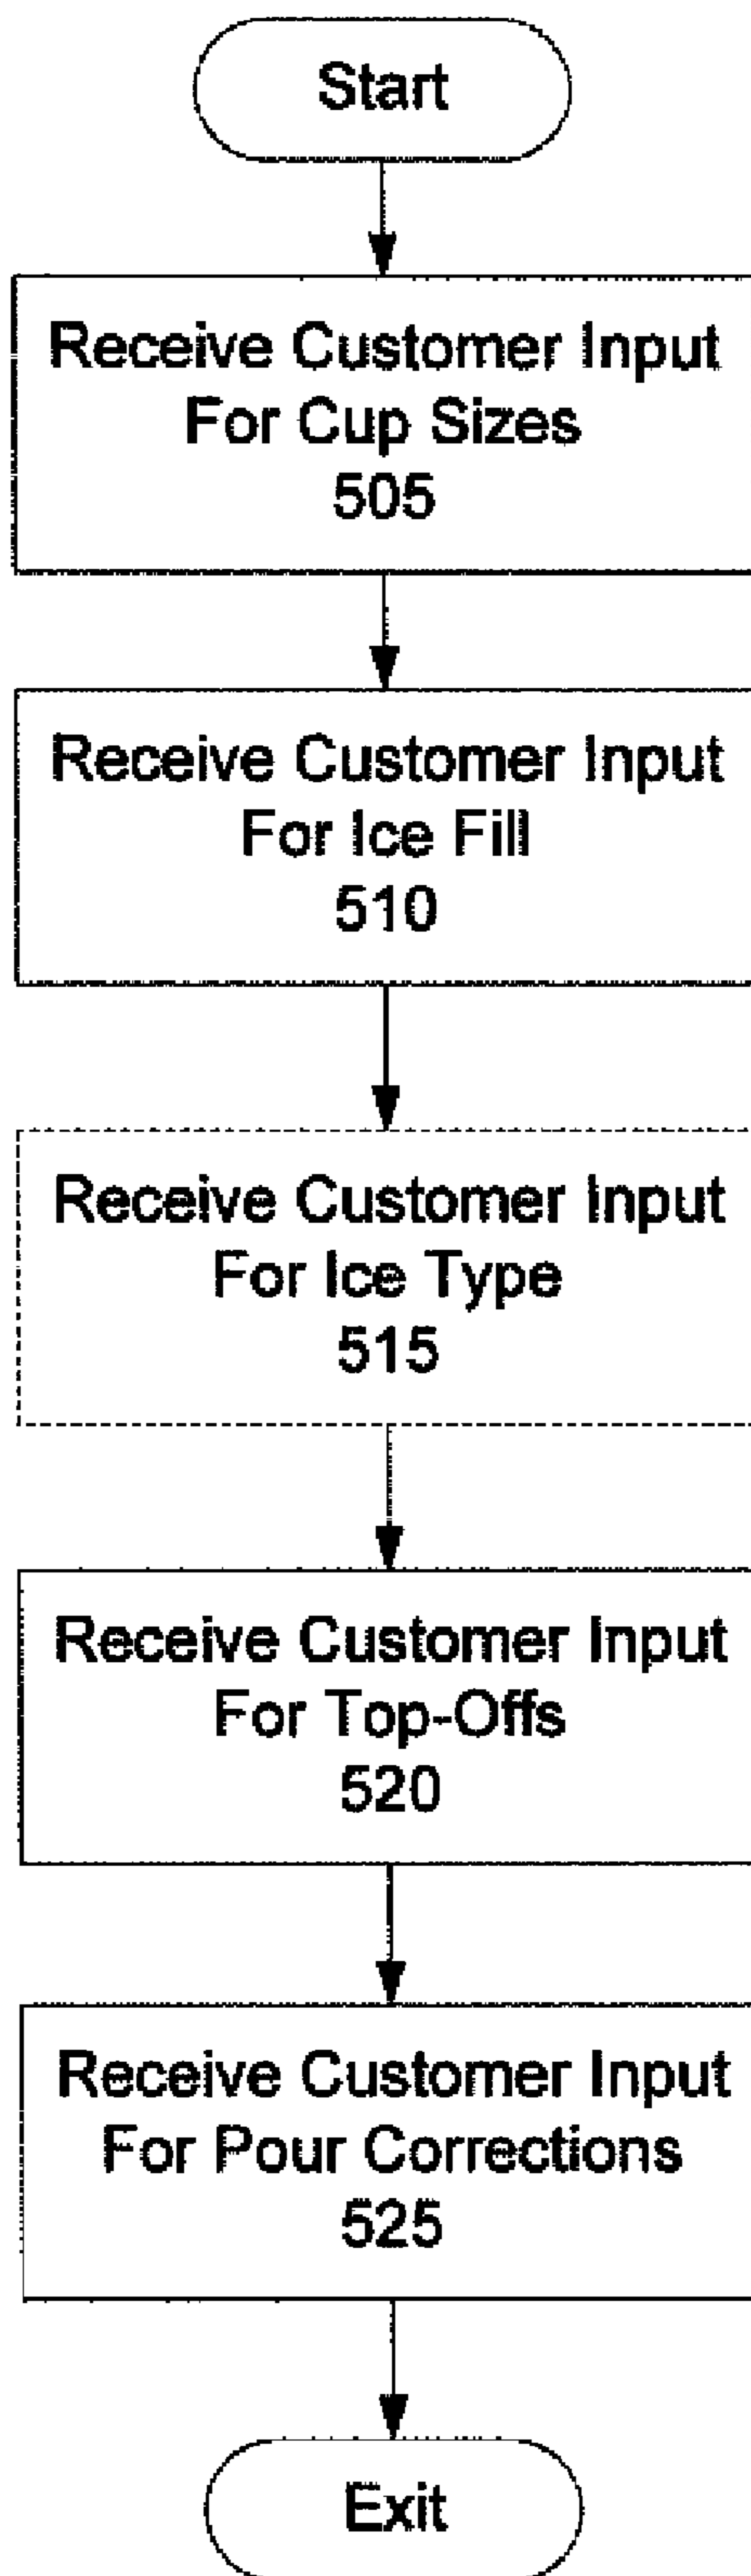 Start
Receive Customer Input
For Cup Sizes
505
Receive Customer Input
For Ice Fill
510
Receive Customer Input
For Ice Type
515
Receive Customer Input
For Top-Offs
520
Receive Customer Input
For Pour Corrections
525
Exit